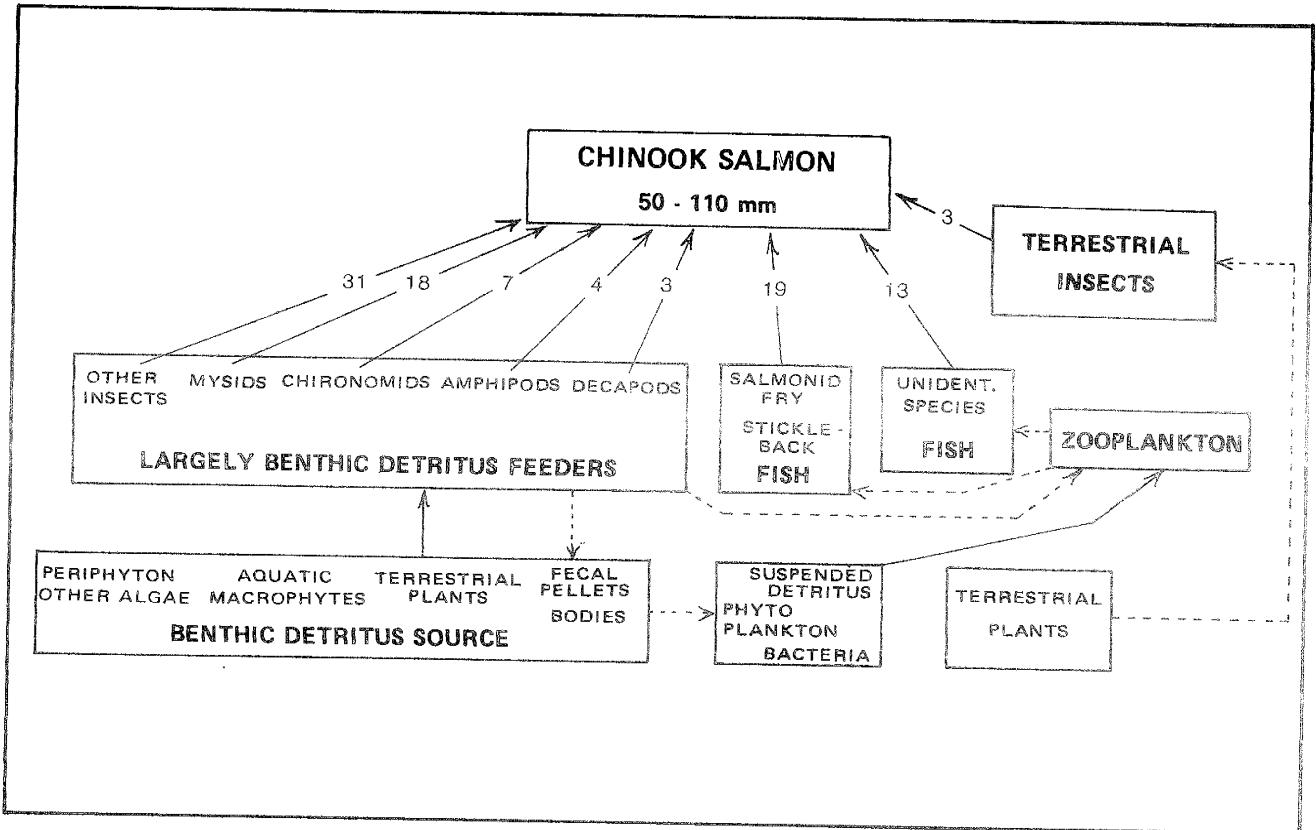 CHINOOK SALMON
50 - 110 mm
3
TERRESTRIAL
INSECTS
31
18
7
4
3
19
13
OTHER
INSECTS
MYSIDS
CHIRONOMIDS
AMPHIPODS
DECAPODS
LARGELY BENTHIC DETRITUS FEEDERS
SALMONID
FRY
STICKLE-
BACK
FISH
UNIDENT.
SPECIES
FISH
ZOOPLANKTON
PERIPHYTON
OTHER ALGAE
AQUATIC
MACROPHYTES
TERRESTRIAL
PLANTS
FECAL
PELLETS
BODIES
BENTHIC DETRITUS SOURCE
SUSPENDED
DETRITUS
PHYTO
PLANKTON
BACTERIA
TERRESTRIAL
PLANTS